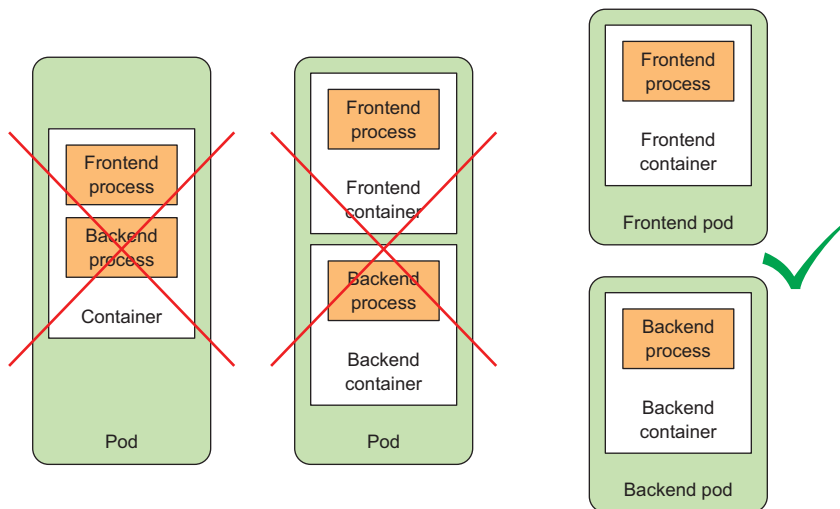 Frontend
process
Backend
process
Container
Pod
Frontend
process
Frontend
container
Backend
process
Backend
container
Pod
Frontend
process
Frontend
container
Frontend pod
Backend
process
Backend
container
Backend pod